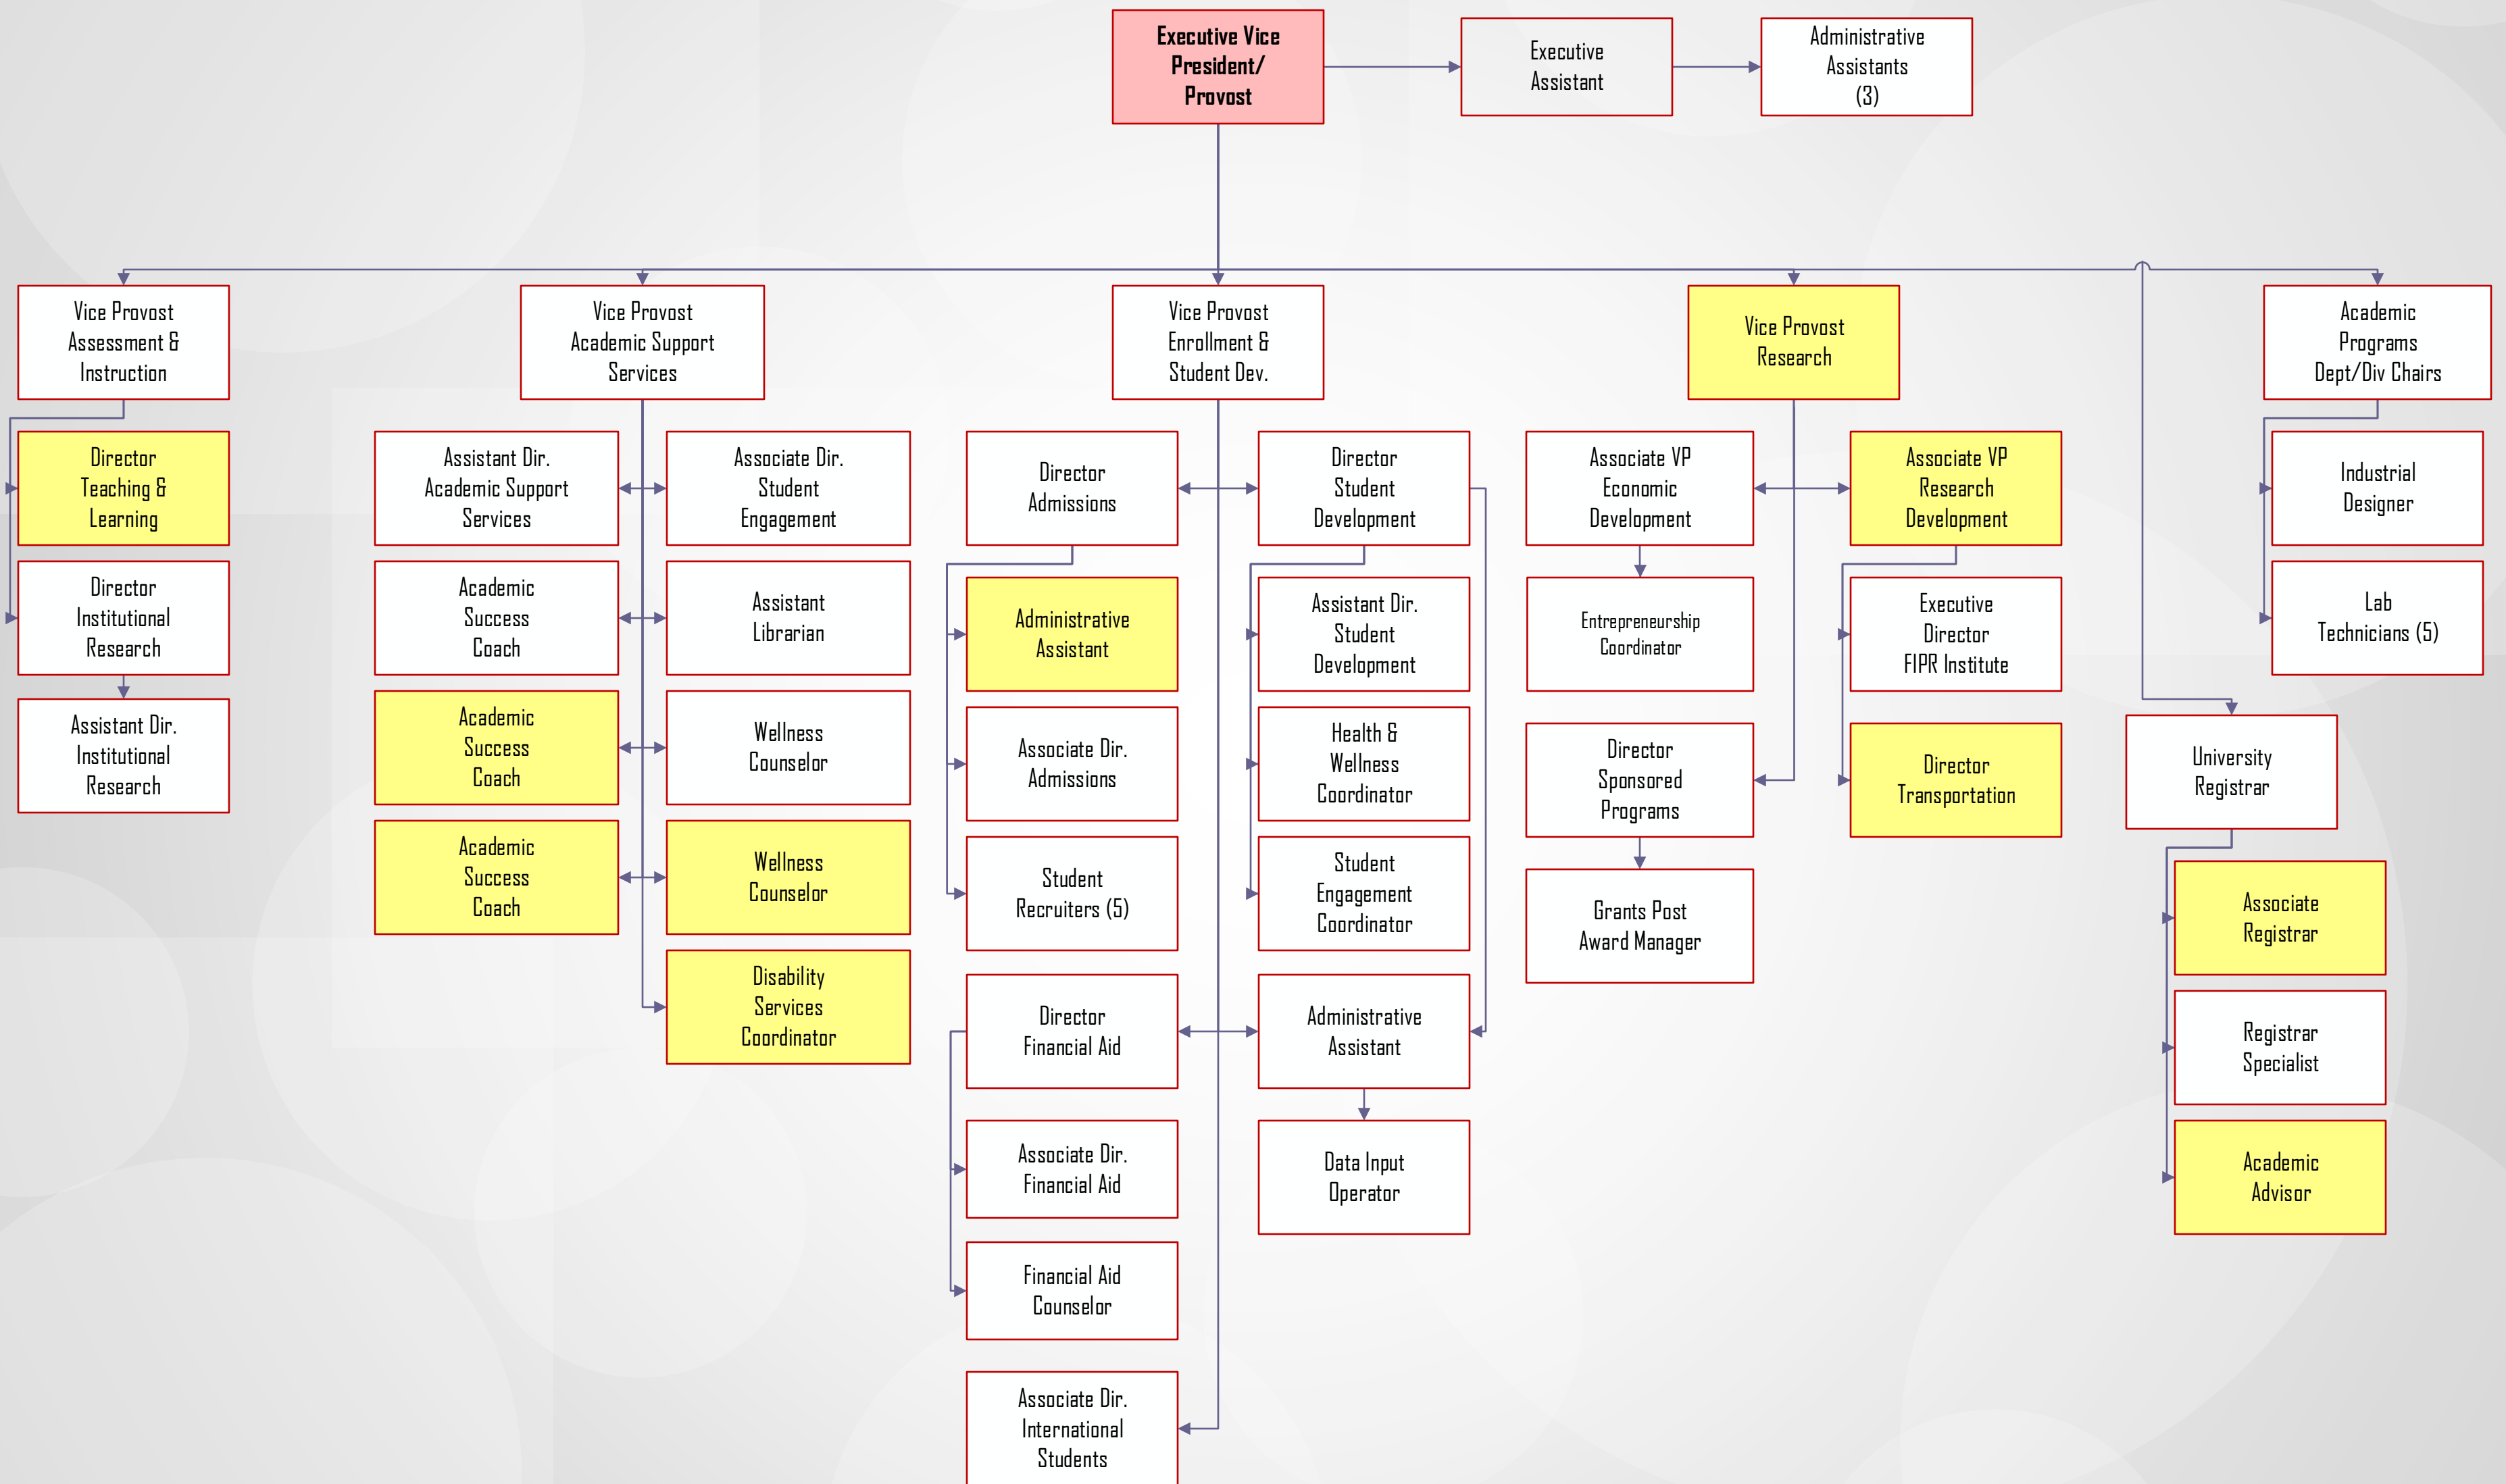 Executive Vice
President/
Provost
Executive
Assistant
Administrative
Assistants
(3)
Vice Provost
Assessment &
Instruction
Vice Provost
Academic Support
Services
Vice Provost
Enrollment &
Student Dev.
Vice Provost
Research
Academic
Programs
Dept/Div Chairs
Director
Teaching &
Learning
Director
Institutional
Research
Assistant Dir.
Institutional
Research
Assistant Dir.
Academic Support
Services
Associate Dir.
Student
Engagement
Academic
Success
Coach
Assistant
Librarian
Academic
Success
Coach
Wellness
Counselor
Academic
Success
Coach
Wellness
Counselor
Disability
Services
Coordinator
Director
Admissions
Administrative
Assistant
Associate Dir.
Admissions
Student
Recruiters (5)
Director
Financial Aid
Associate Dir.
Financial Aid
Financial Aid
Counselor
Associate Dir.
International
Students
Director
Student
Development
Assistant Dir.
Student
Development
Health &
Wellness
Coordinator
Student
Engagement
Coordinator
Administrative
Assistant
Data Input
Operator
Associate VP
Economic
Development
Entrepreneurship
Coordinator
Director
Sponsored
Programs
Grants Post
Award Manager
Associate VP
Research
Development
Executive
Director
FIPR Institute
Director
Transportation
University
Registrar
Associate
Registrar
Registrar
Specialist
Academic
Advisor
Industrial
Designer
Lab
Technicians (5)